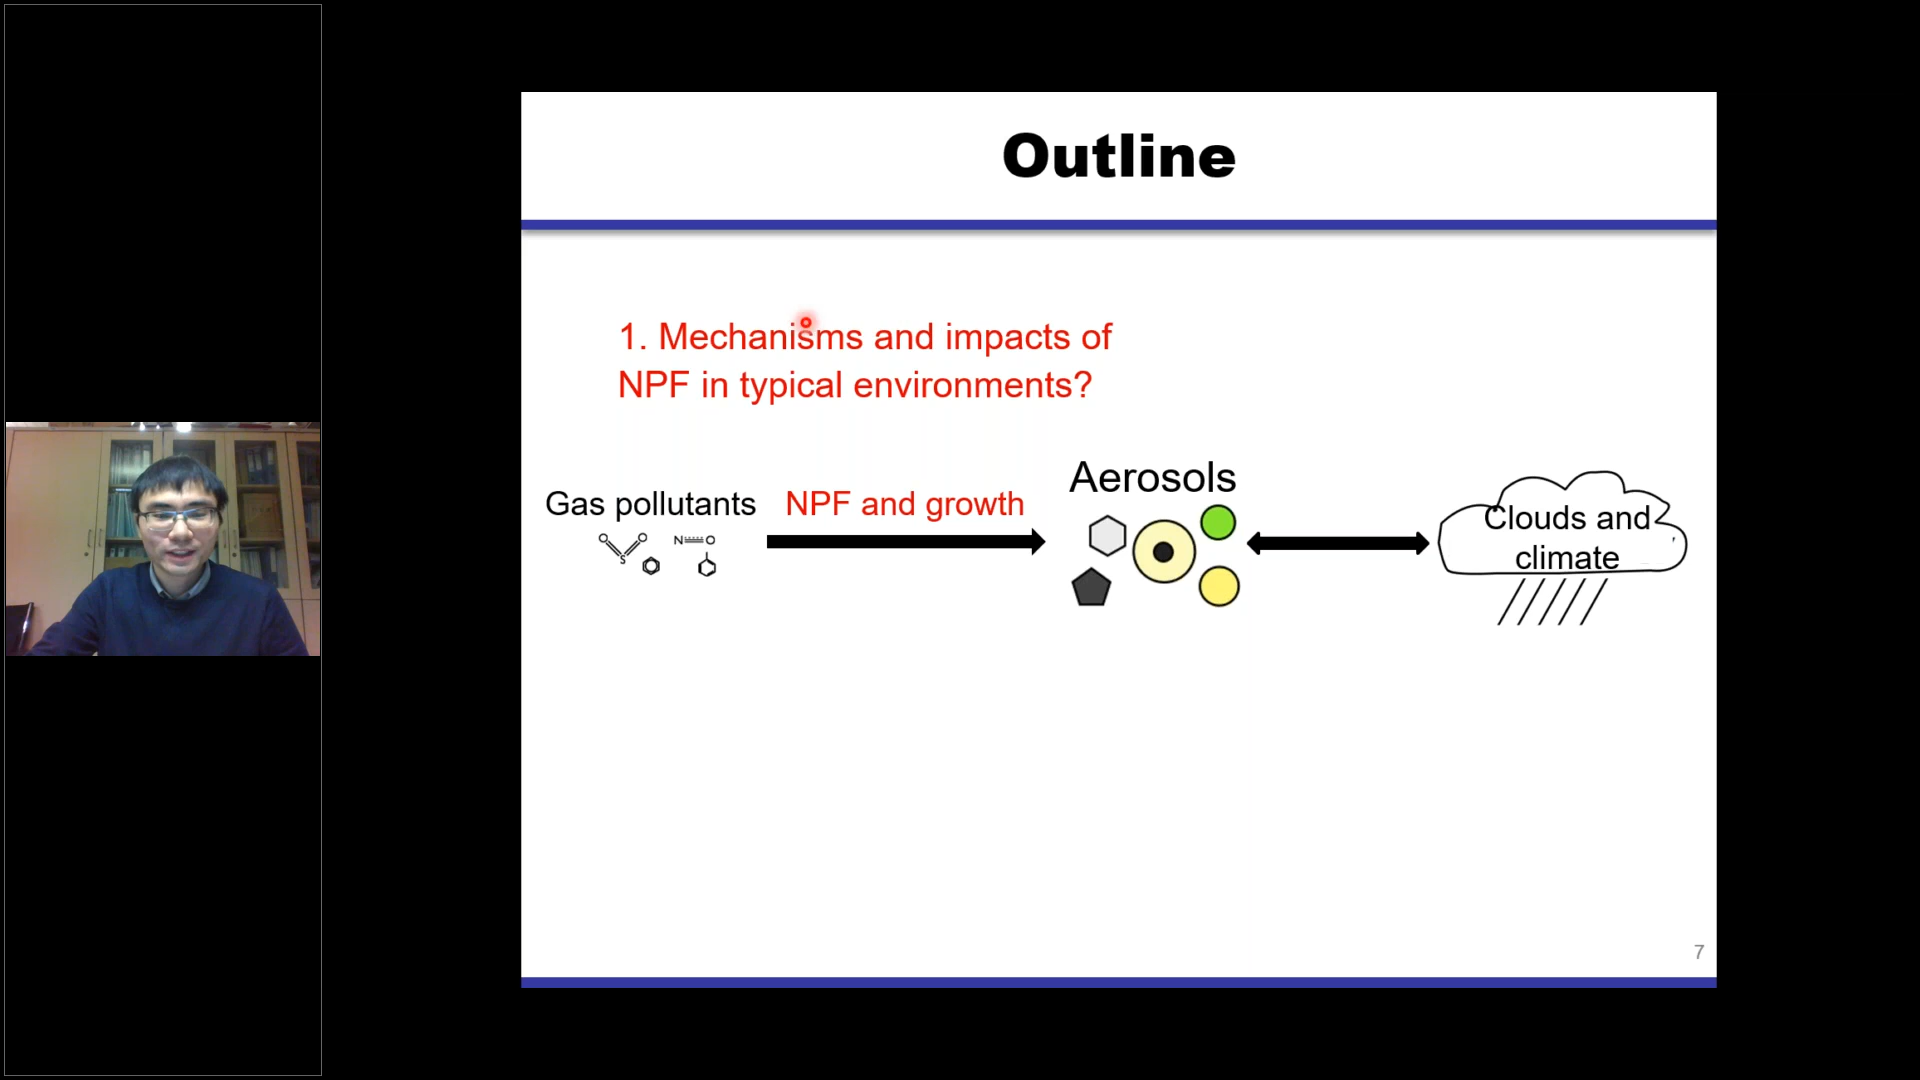 Outline
1. Mechanisms and impacts of
NPF in typical environments?
Gas pollutants
NPF and growth
Aerosols
Clouds and
climate
O
O
S
N
O
7